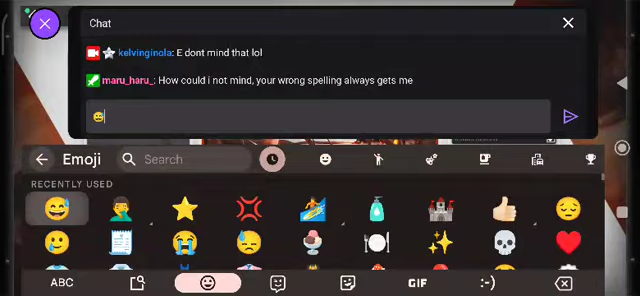 Chat
kelvinginola: E dont mind that lol
maru_haru_: How could i not mind, your wrong spelling always gets me
Emoji
Search...
RECENTLY USED
ABC
GIF
:-)